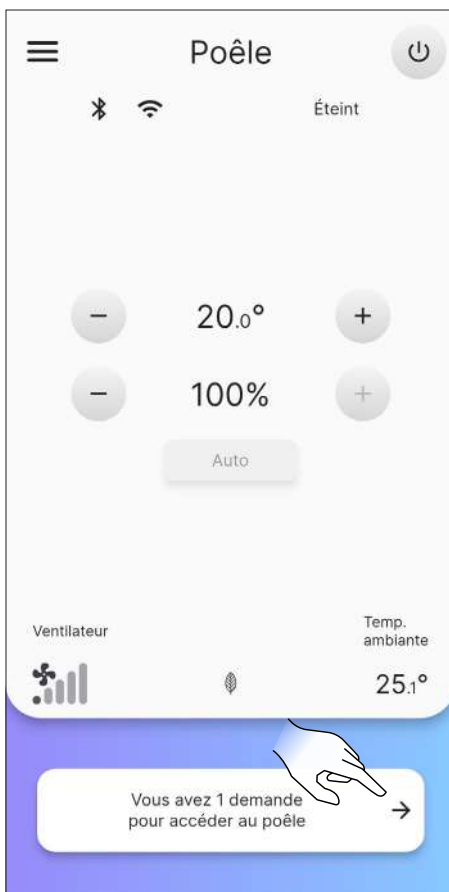 Poêle
Éteint
− 20.0° +
− 100% +
Auto
Ventilateur
Temp.
ambiante
25.1°
Vous avez 1 demande
pour accéder au poêle →